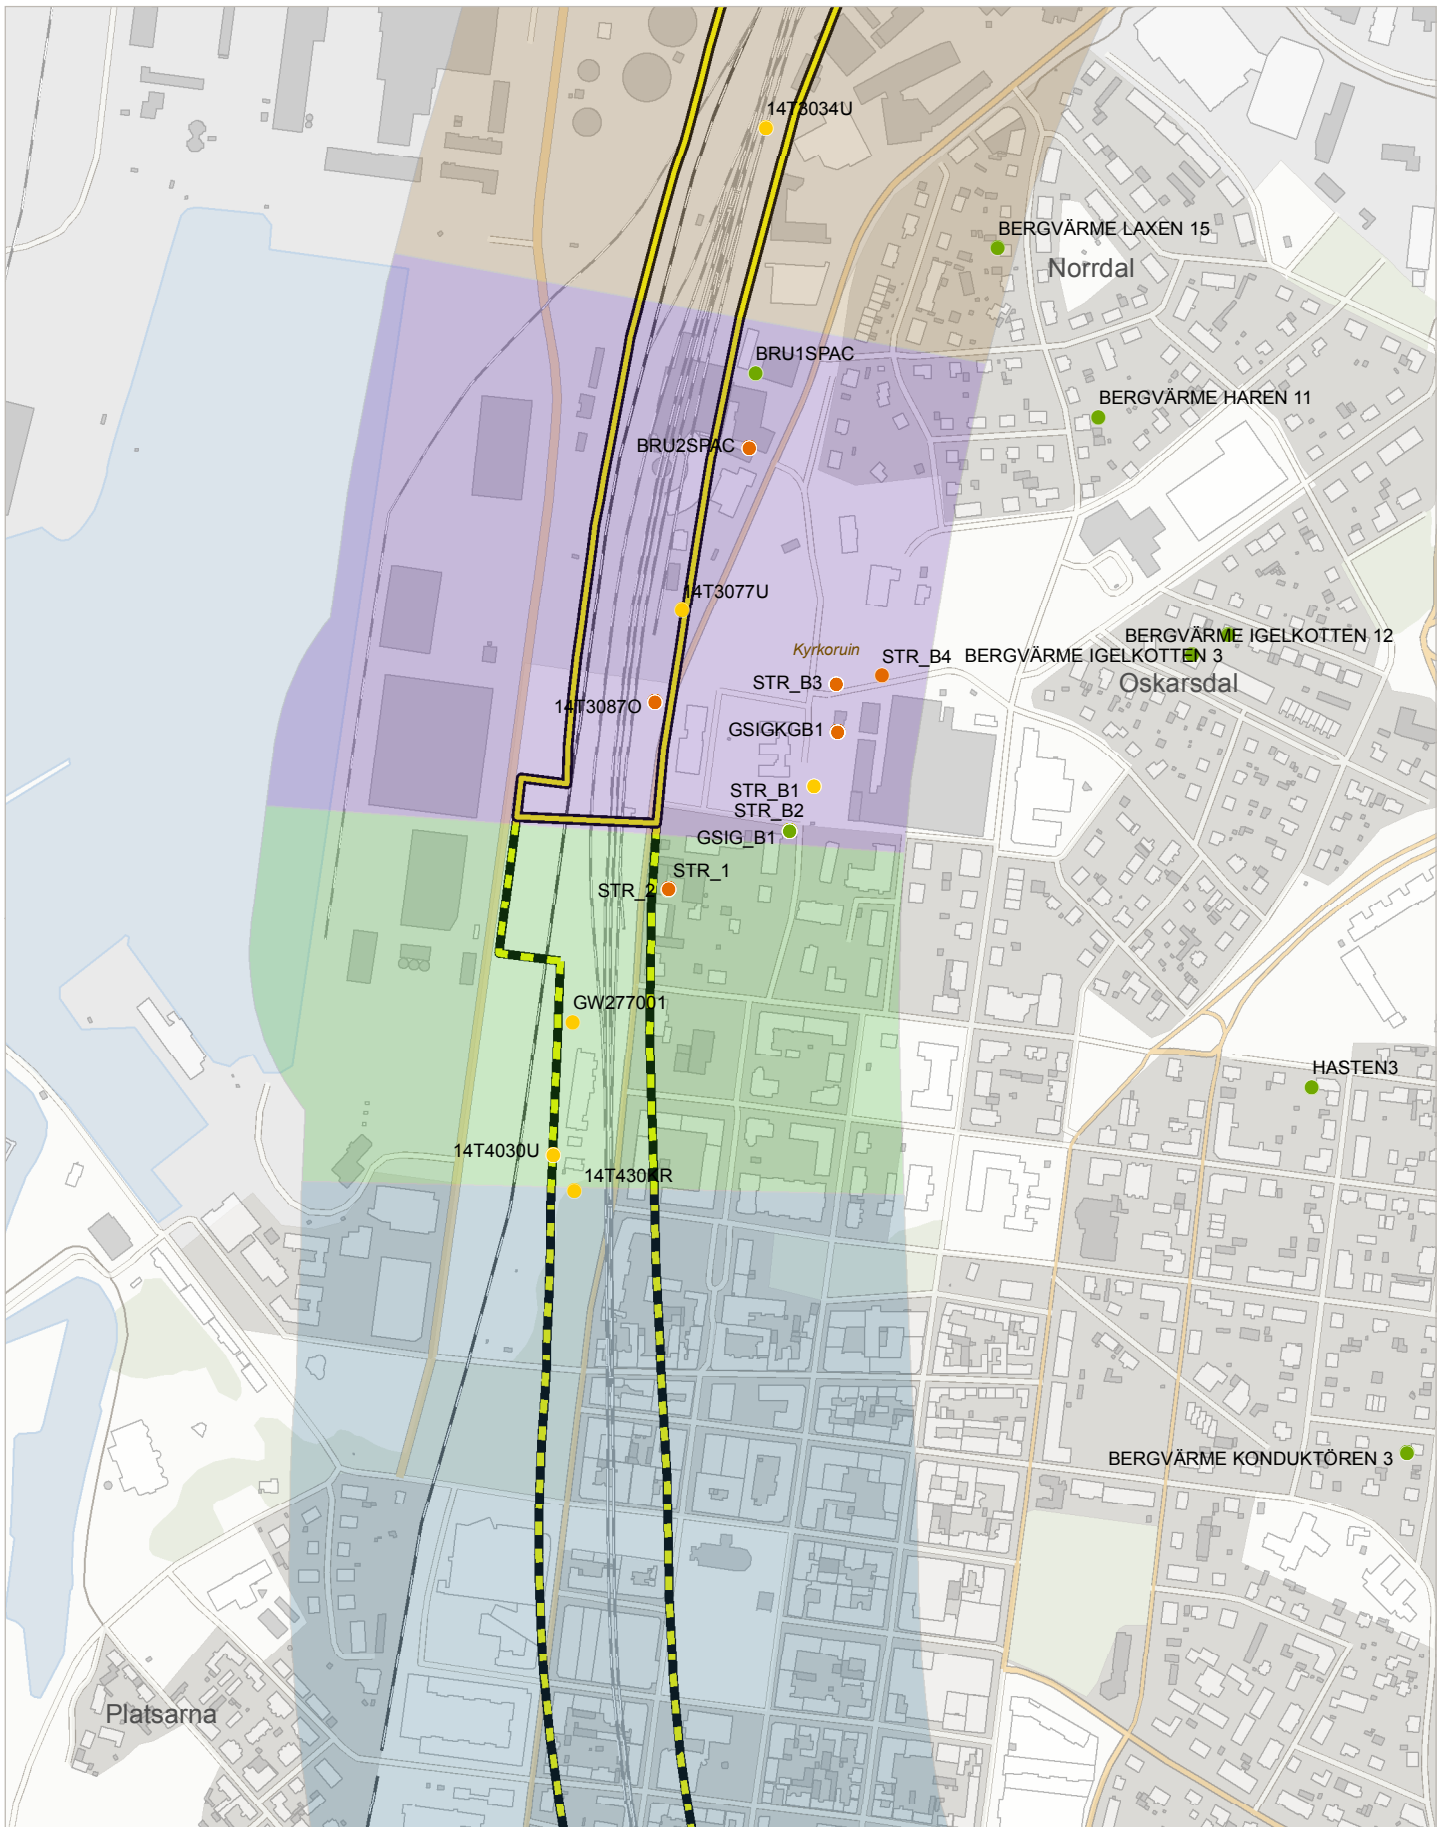 14T3034U
BERGVÄRME LAXEN 15
Norrdal
BRU1SPAC
BERGVÄRME HAREN 11
BRU2SPAC
14T3077U
BERGVÄRME IGELKOTTEN 12
Kyrkoruin
STR_B4
BERGVÄRME IGELKOTTEN 3
STR_B3
Oskarsdal
14T3087O
GSIGKGB1
STR_B1
STR_B2
GSIG_B1
STR_1
STR_2
GW277001
HASTEN3
14T4030U
14T430KR
BERGVÄRME KONDUKTÖREN 3
Platsarna